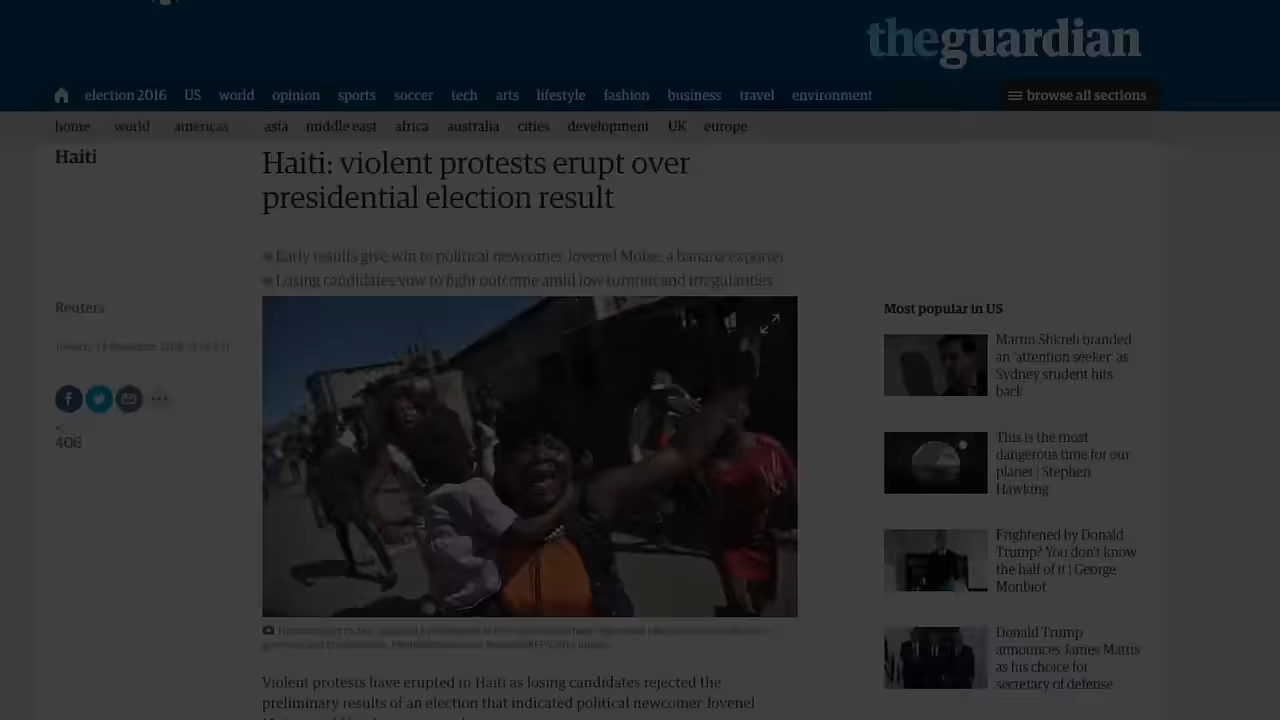 theguardian
election 2016 US world opinion sports soccer tech arts lifestyle fashion business travel environment browse all sections
home world americas asia middle east africa australia cities development UK europe
Haiti
Haiti: violent protests erupt over
presidential election result
Early results give win to political newcomer Jovenel Moise, a banana exporter
Losing candidates vow to fight outcome amid low turnout and irregularities
Reuters
406
Most popular in US
Martin Shkreli branded
an 'attention seeker' as
Sydney student hits
back
This is the most
dangerous time for our
planet | Stephen
Hawking
Frightened by Donald
Trump? You don't know
the half of it | George
Monbiot
Donald Trump
announces James Mattis
as his choice for
secretary of defense
Violent protests have erupted in Haiti as losing candidates rejected the
preliminary results of an election that indicated political newcomer Jovenel